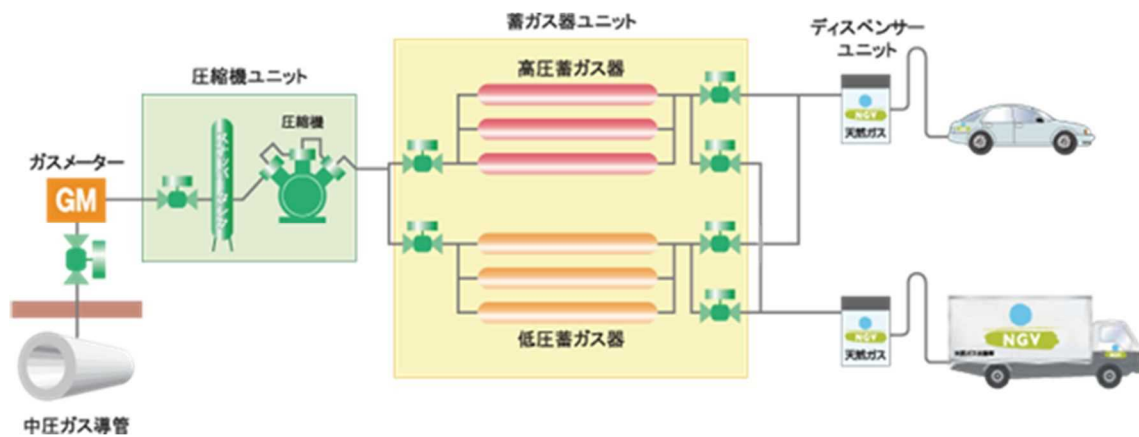 蓄ガス器ユニット
ディスペンサー
ユニット
圧縮機ユニット
高圧蓄ガス器
圧縮機
NGV
天然ガス
ガスメーター
GM
低圧蓄ガス器
NGV
天然ガス
NGV
中圧ガス導管